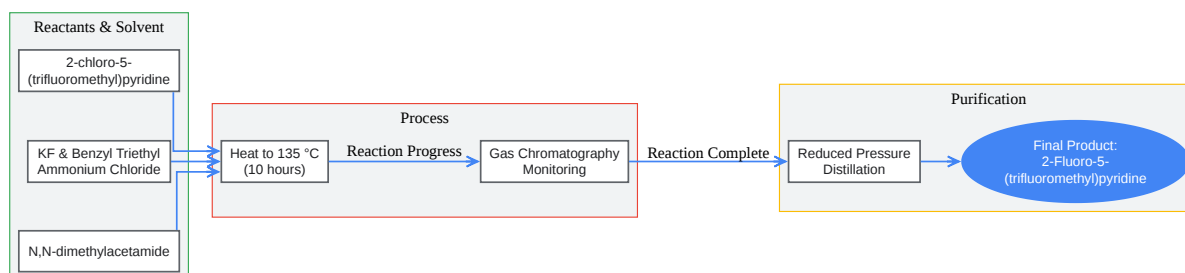 Reactants & Solvent
2-chloro-5-
(trifluoromethyl)pyridine
KF & Benzyl Triethyl
Ammonium Chloride
N,N-dimethylacetamide
Process
Heat to 135 °C
(10 hours)
Reaction Progress
Gas Chromatography
Monitoring
Reaction Complete
Purification
Reduced Pressure
Distillation
Final Product:
2-Fluoro-5-
(trifluoromethyl)pyridine